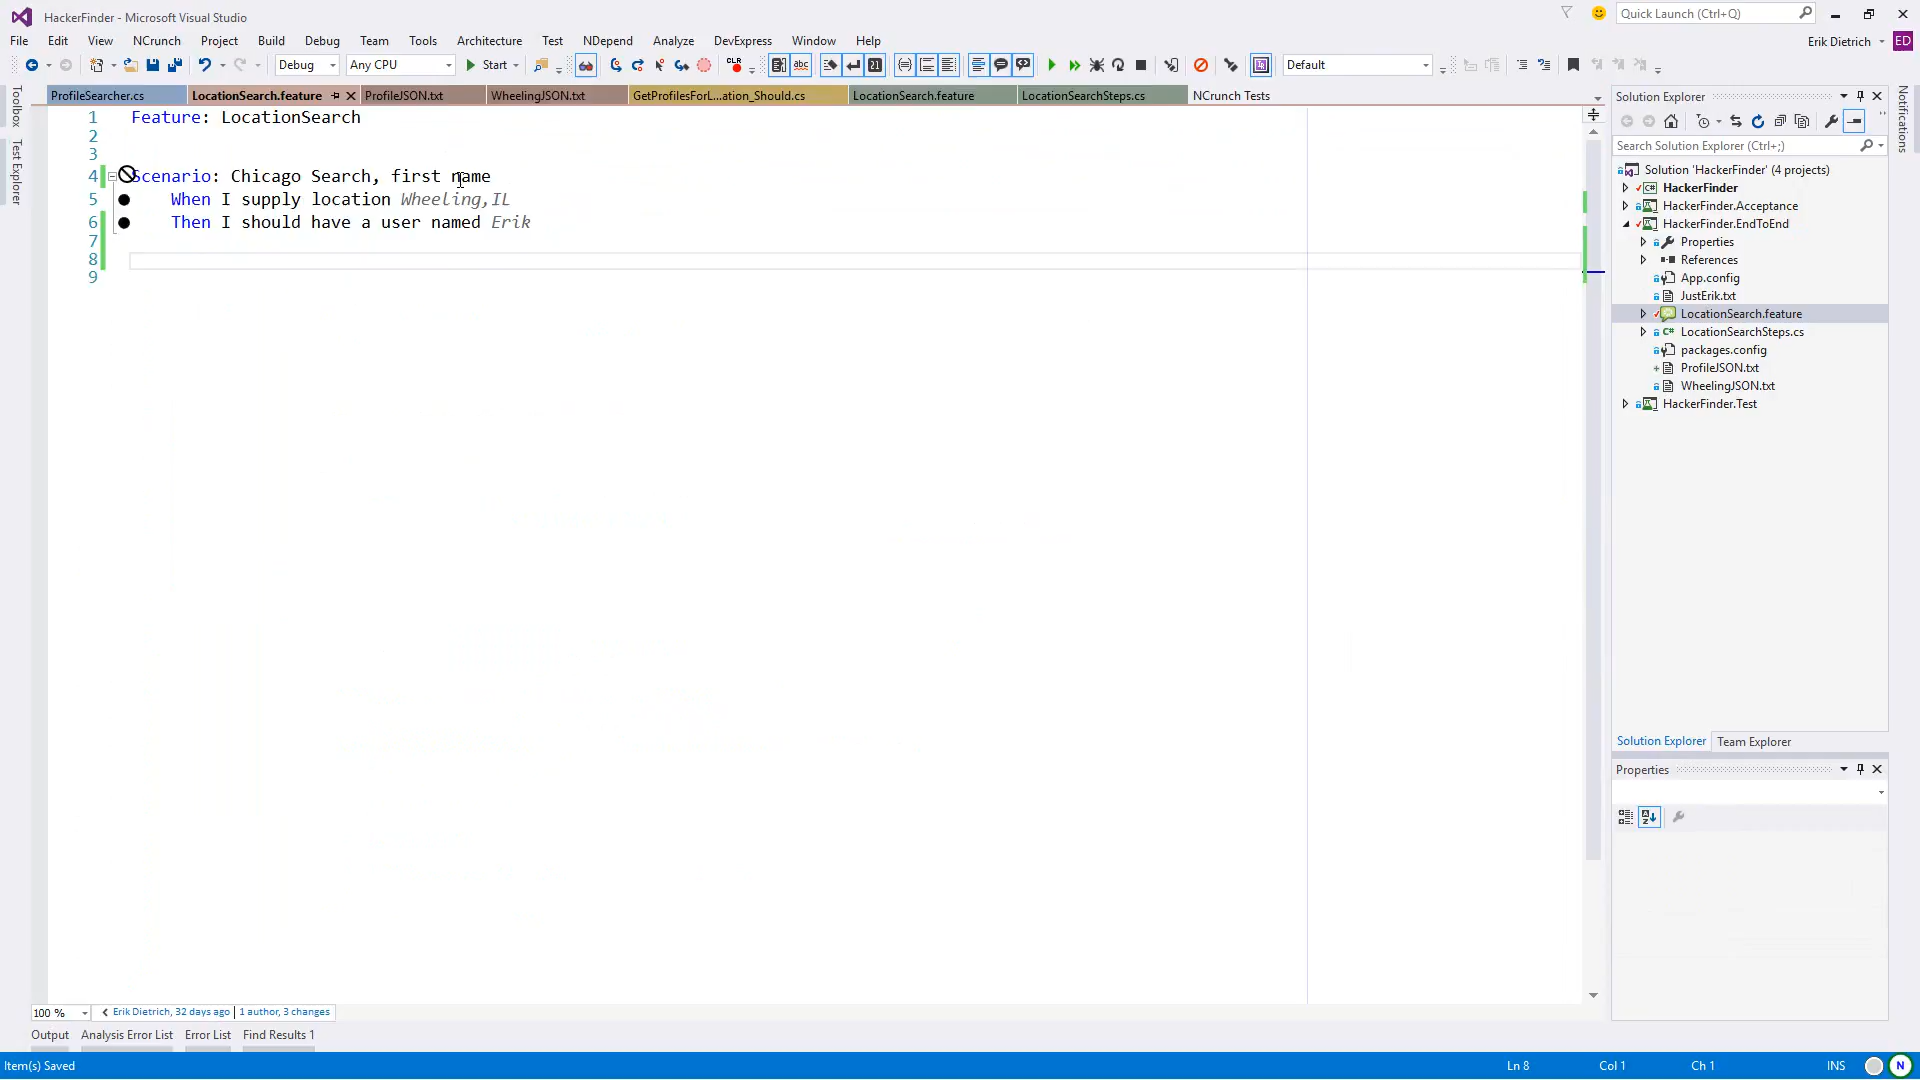 HackerFinder - Microsoft Visual Studio
Quick Launch (Ctrl+Q)
File Edit View NCrunch Project Build Debug Team Tools Architecture Test NDepend Analyze DevExpress Window Help
Erik Dietrich ED
Debug Any CPU Start CLR abc 21 Default
Toolbox
Test Explorer
ProfileSearcher.cs LocationSearch.feature ProfileJSON.txt WheelingJSON.txt GetProfilesForL...ation_Should.cs LocationSearch.feature LocationSearchSteps.cs NCrunch Tests
1 Feature: LocationSearch
2
3
4 Scenario: Chicago Search, first name
5 When I supply location Wheeling,IL
6 Then I should have a user named Erik
7
8
9
Solution Explorer
Search Solution Explorer (Ctrl+;)
Solution 'HackerFinder' (4 projects)
HackerFinder
HackerFinder.Acceptance
HackerFinder.EndToEnd
Properties
References
App.config
JustErik.txt
LocationSearch.feature
LocationSearchSteps.cs
packages.config
ProfileJSON.txt
WheelingJSON.txt
HackerFinder.Test
Notifications
Solution Explorer Team Explorer
Properties
100 % Erik Dietrich, 32 days ago 1 author, 3 changes
Output Analysis Error List Error List Find Results 1
Item(s) Saved Ln 8 Col 1 Ch 1 INS N